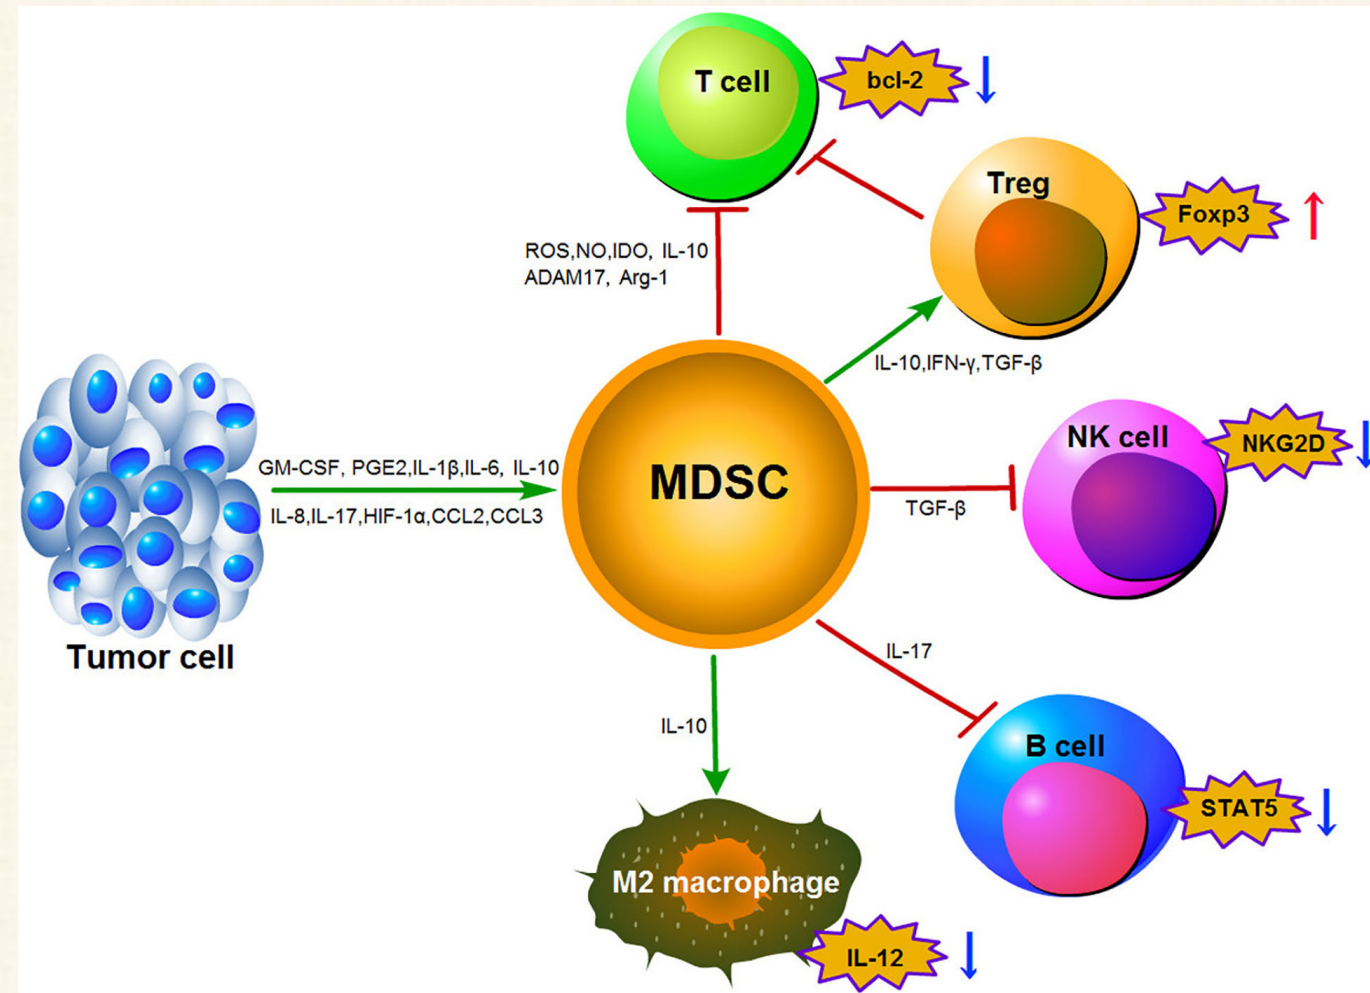 T cell
bcl-2
Treg
Foxp3
ROS,NO,IDO, IL-10
ADAM17, Arg-1
IL-10,IFN-γ,TGF-β
NK cell
NKG2D
GM-CSF, PGE2,IL-1β,IL-6, IL-10
MDSC
TGF-β
IL-8,IL-17,HIF-1α,CCL2,CCL3
Tumor cell
IL-17
IL-10
B cell
STAT5
M2 macrophage
IL-12